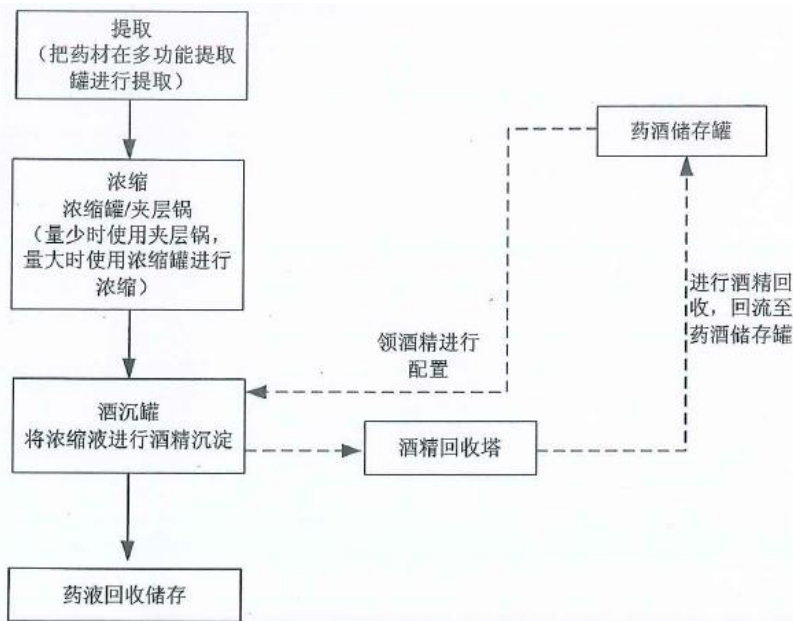 提取
（把药材在多功能提取
罐进行提取）
药酒储存罐
浓缩
浓缩罐/夹层锅
（量少时使用夹层锅，
量大时使用浓缩罐进行
浓缩）
进行酒精回
收，回流至
药酒储存罐
领酒精进行
配置
酒沉罐
将浓缩液进行酒精沉淀
酒精回收塔
药液回收储存